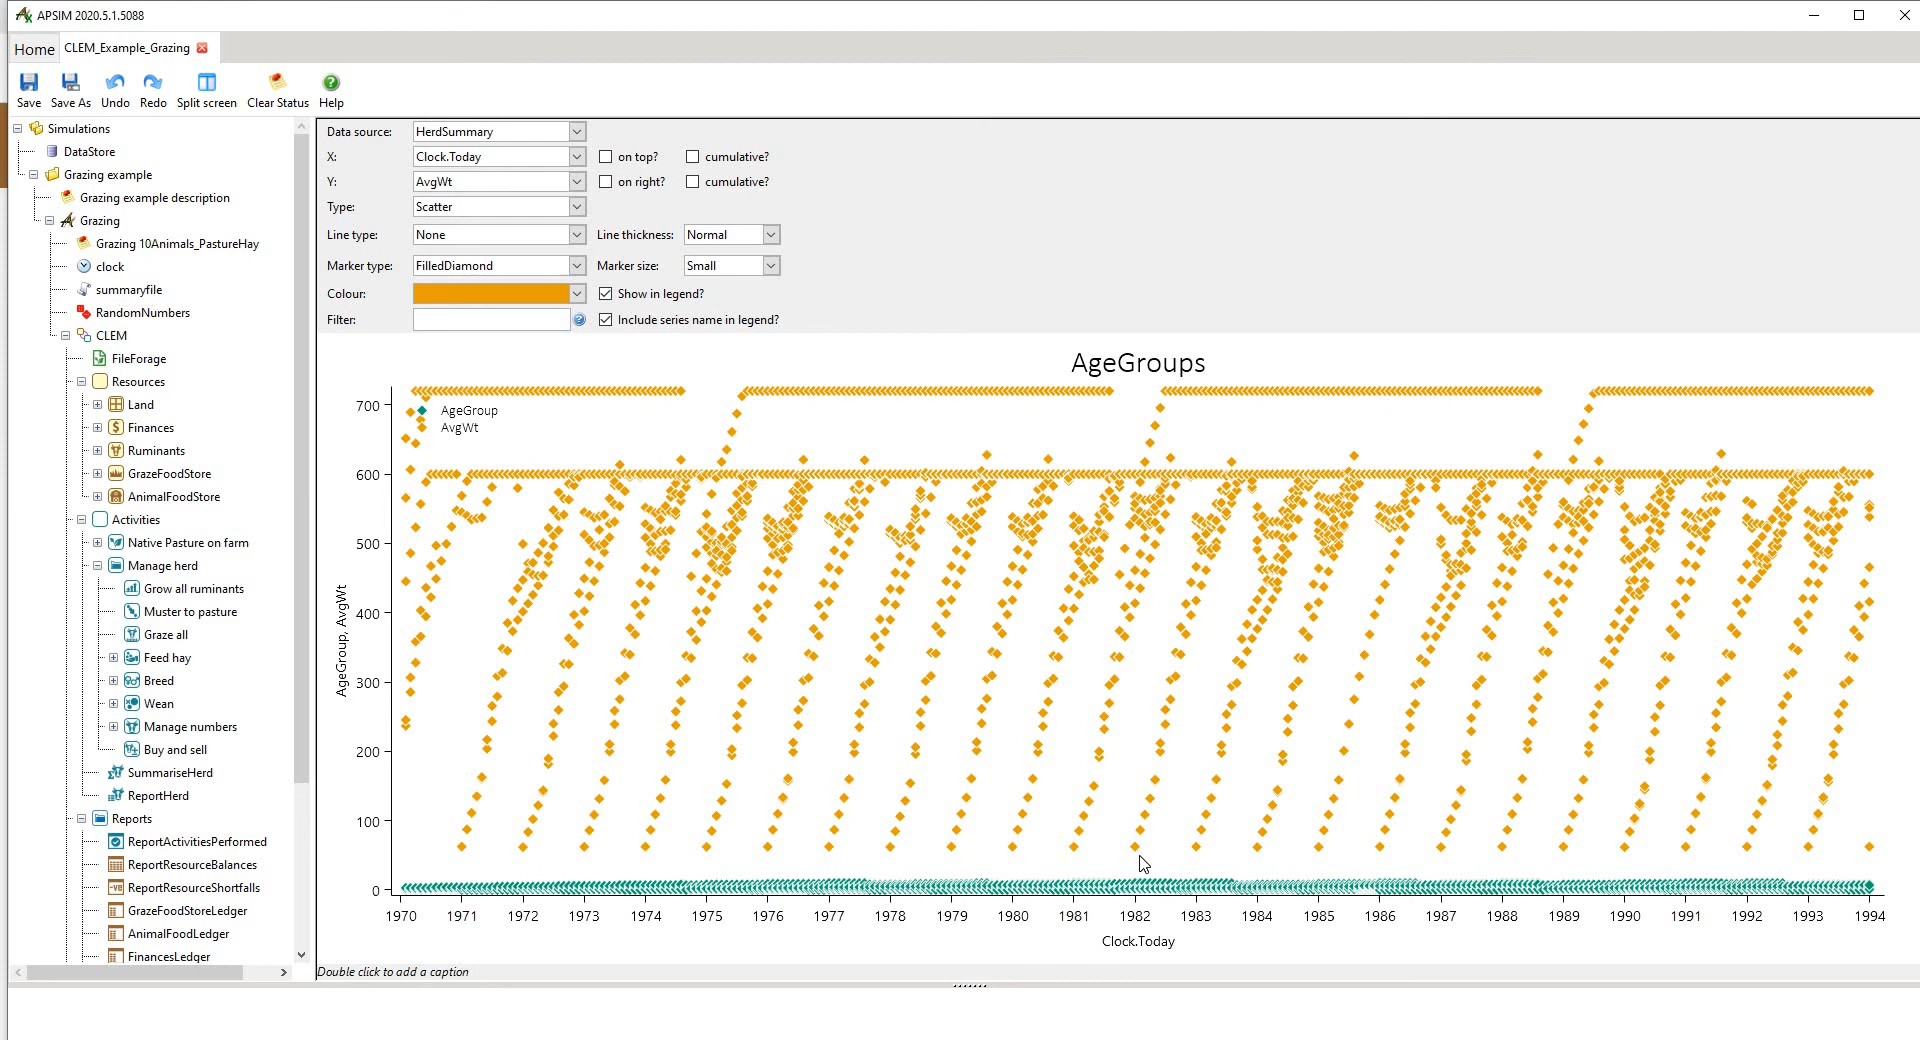 APSIM 2020.5.1.5088
Home CLEM_Example_Grazing
Save Save As Undo Redo Split screen Clear Status Help
Simulations
DataStore
Grazing example
Grazing example description
Grazing
Grazing 10Animals_PastureHay
clock
summaryfile
RandomNumbers
CLEM
FileForage
Resources
Land
Finances
Ruminants
GrazeFoodStore
AnimalFoodStore
Activities
Native Pasture on farm
Manage herd
Grow all ruminants
Muster to pasture
Graze all
Feed hay
Breed
Wean
Manage numbers
Buy and sell
SummariseHerd
ReportHerd
Reports
ReportActivitiesPerformed
ReportResourceBalances
ReportResourceShortfalls
GrazeFoodStoreLedger
AnimalFoodLedger
FinancesLedger
Data source: HerdSummary
X: Clock.Today on top? cumulative?
Y: AvgWt on right? cumulative?
Type: Scatter
Line type: None Line thickness: Normal
Marker type: FilledDiamond Marker size: Small
Colour: Show in legend?
Filter: Include series name in legend?
AgeGroups
AgeGroup
AvgWt
AgeGroup, AvgWt
700
600
500
400
300
200
100
0
1970 1971 1972 1973 1974 1975 1976 1977 1978 1979 1980 1981 1982 1983 1984 1985 1986 1987 1988 1989 1990 1991 1992 1993 1994
Clock.Today
Double click to add a caption